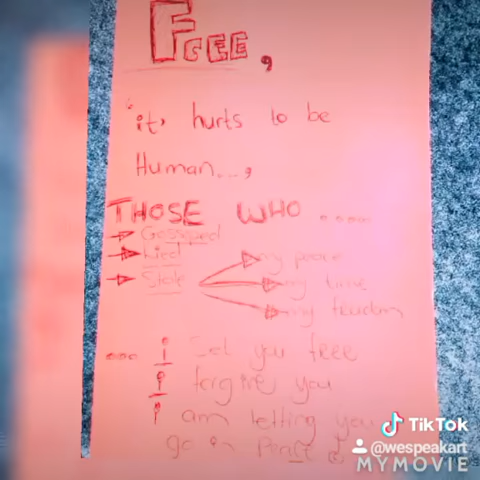 FREE,
it, hurts to be
Human...,
THOSE WHO ....
Gossiped
Lied
my peace
Stole
my time
my feudom
... i Set you free
i forgive you
i am letting you
go in Peace
TikTok
@wespeakart
MYMOVIE